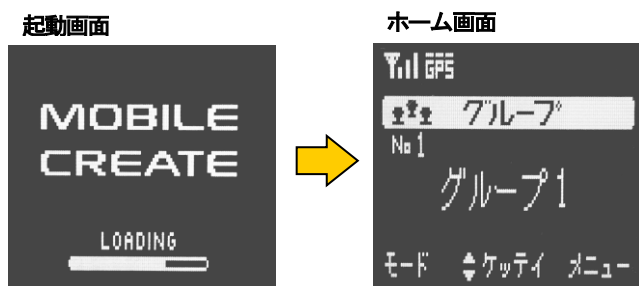 起動画面
MOBILE
CREATE
LOADING
ホーム画面
GPS
グループ
No1
グループ1
モード ケッテイ メニュー